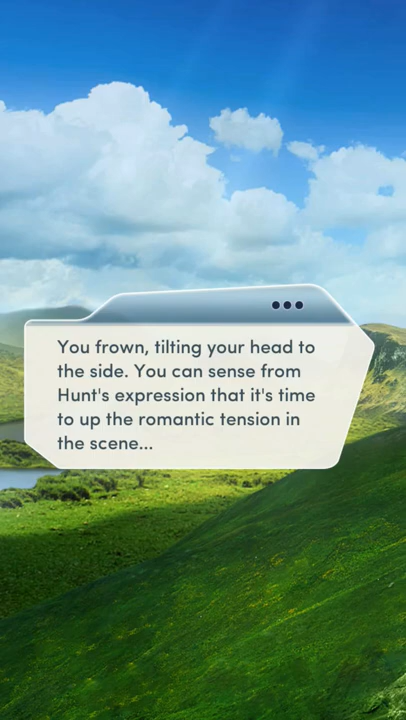 You frown, tilting your head to
the side. You can sense from
Hunt's expression that it's time
to up the romantic tension in
the scene...